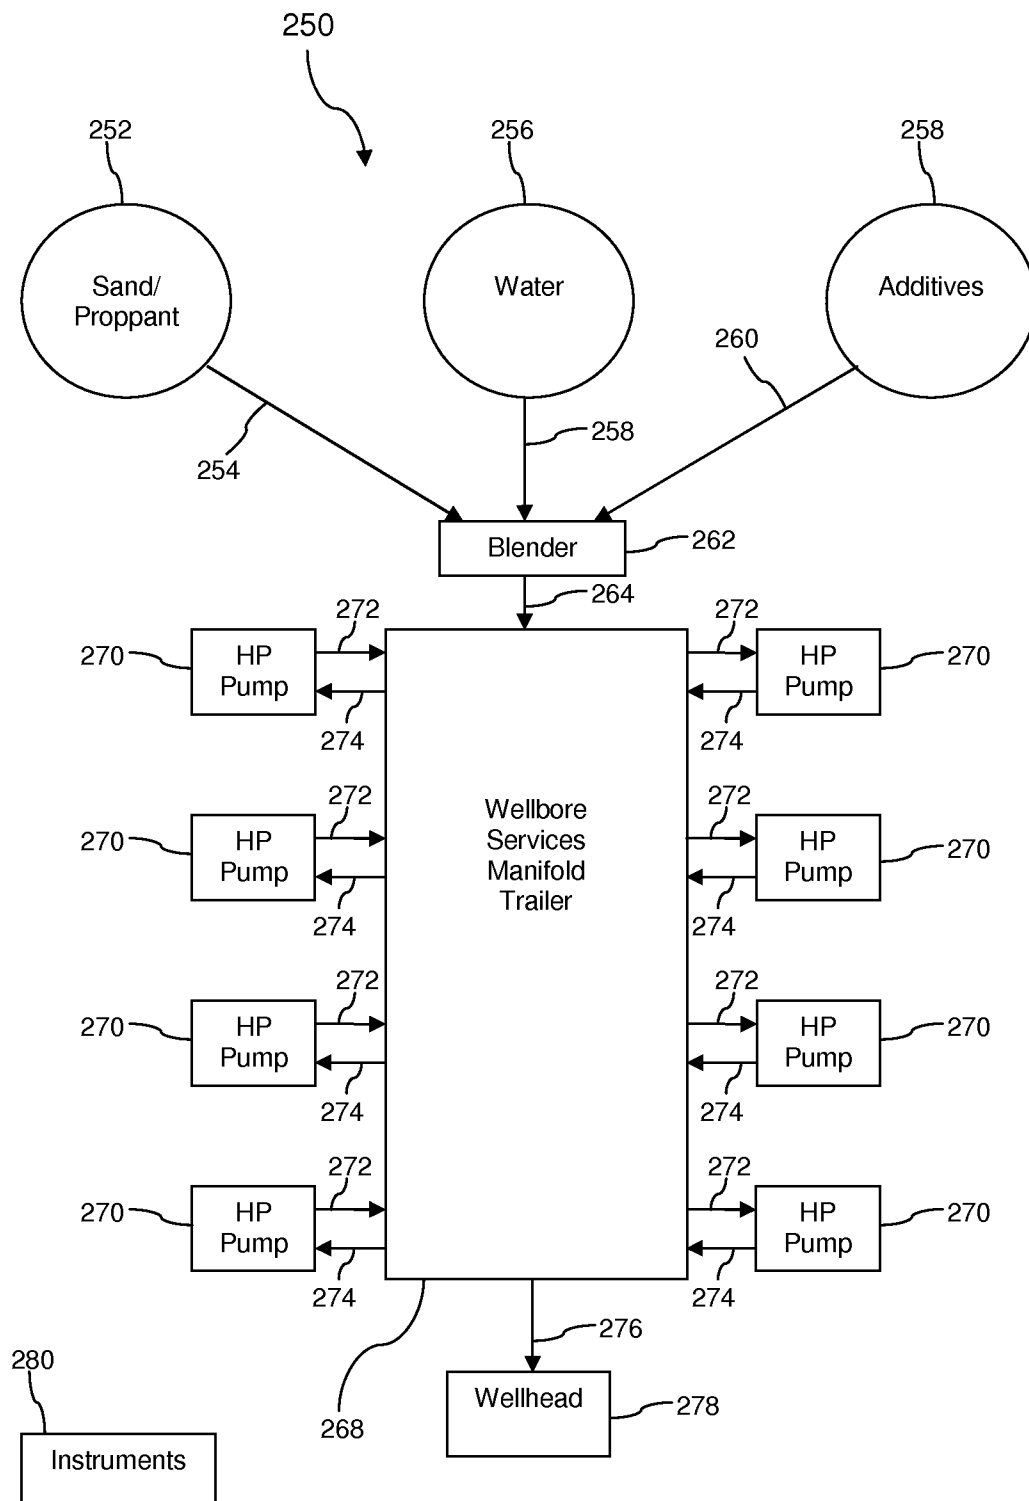 250
252
256
258
Sand/
Proppant
Water
Additives
260
258
254
Blender
262
264
272
272
270
HP
Pump
HP
Pump
270
274
274
272
272
270
HP
Pump
Wellbore
Services
Manifold
Trailer
HP
Pump
270
274
274
272
272
270
HP
Pump
HP
Pump
270
274
274
272
272
270
HP
Pump
HP
Pump
270
274
274
276
280
268
Wellhead
278
Instruments